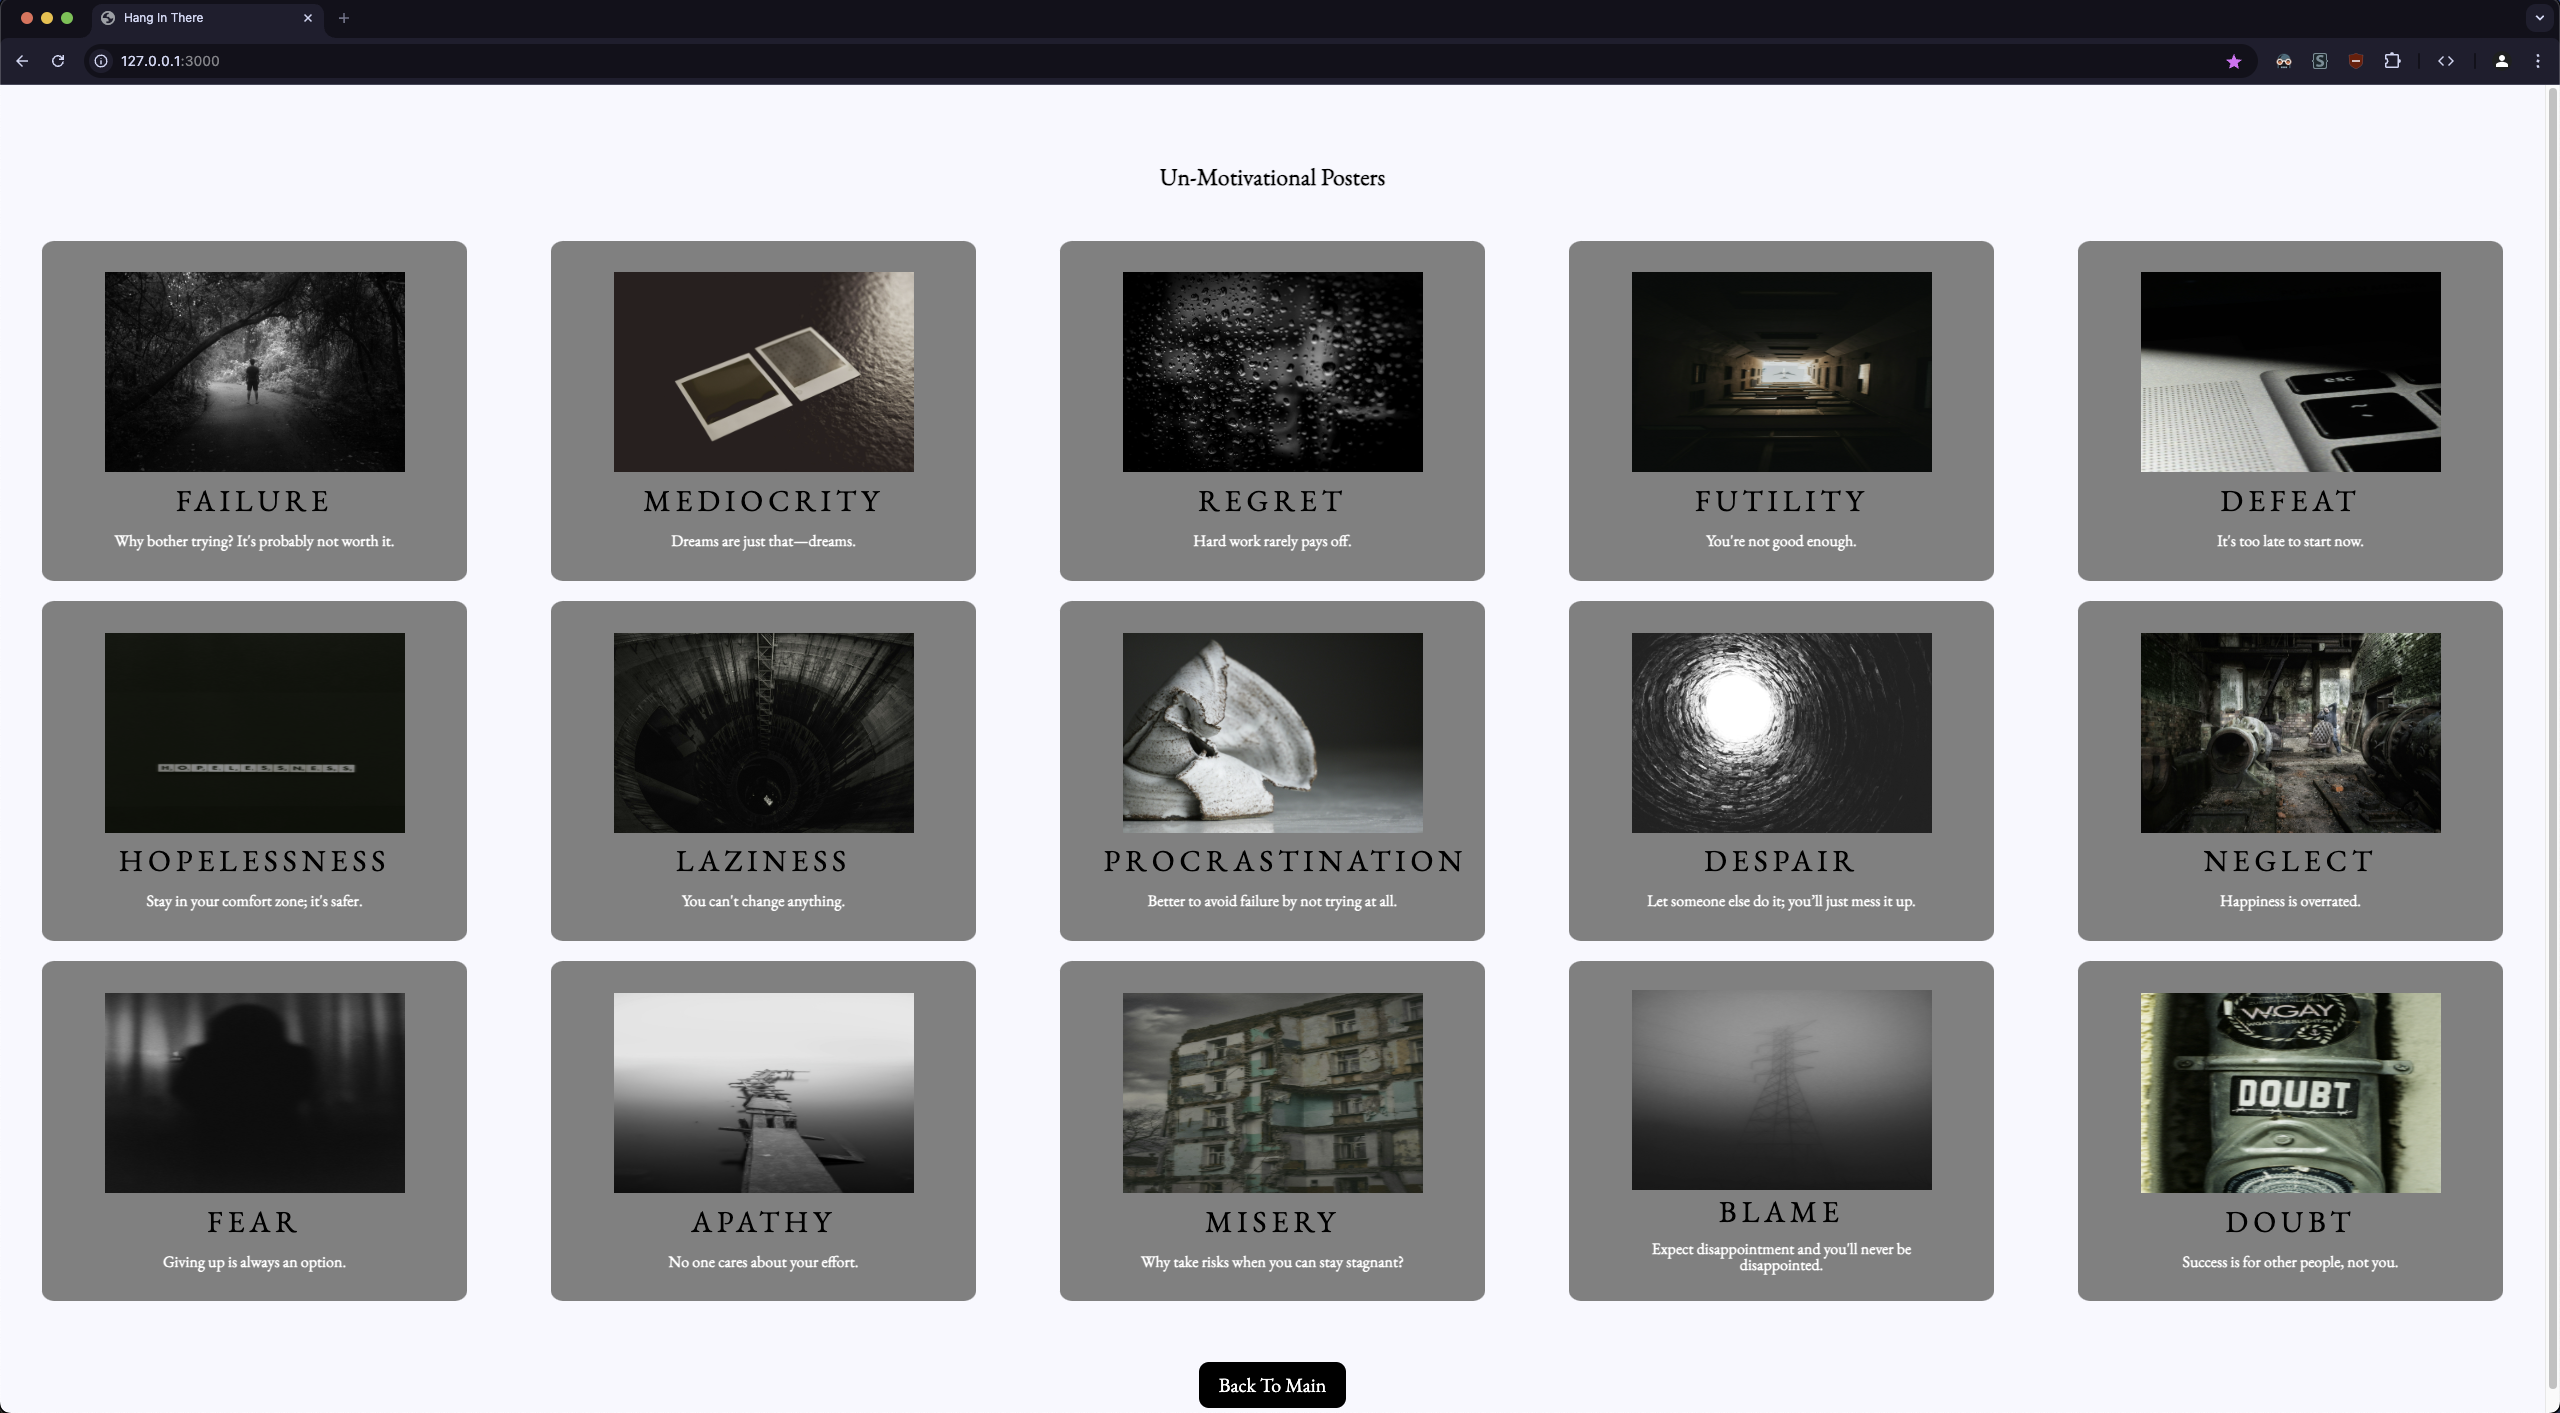 Hang In There
127.0.0.1:3000
Un-Motivational Posters
esc
FAILURE
MEDIOCRITY
REGRET
FUTILITY
DEFEAT
Why bother trying? It's probably not worth it.
Dreams are just that—dreams.
Hard work rarely pays off.
You're not good enough.
It's too late to start now.
HOPELESSNESS
HOPELESSNESS
LAZINESS
PROCRASTINATION
DESPAIR
NEGLECT
Stay in your comfort zone; it's safer.
You can't change anything.
Better to avoid failure by not trying at all.
Let someone else do it; you’ll just mess it up.
Happiness is overrated.
WGAY
DOUBT
FEAR
APATHY
MISERY
BLAME
DOUBT
Giving up is always an option.
No one cares about your effort.
Why take risks when you can stay stagnant?
Expect disappointment and you'll never be
disappointed.
Success is for other people, not you.
Back To Main